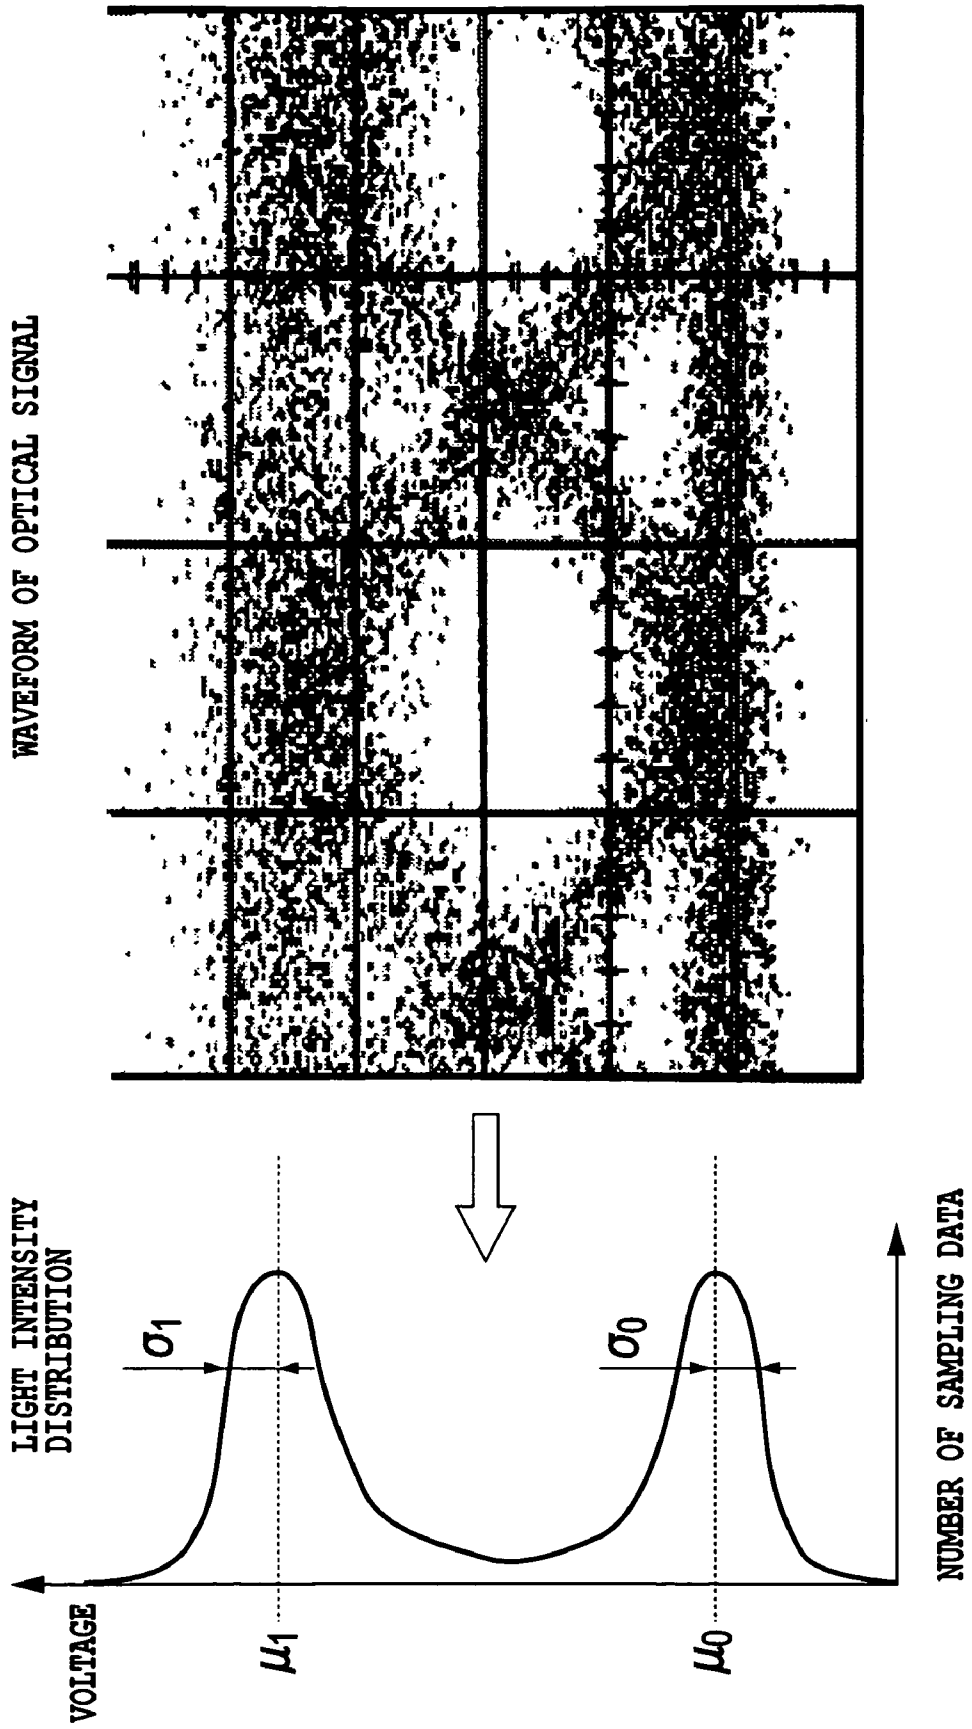 LIGHT INTENSITY
DISTRIBUTION
WAVEFORM OF OPTICAL SIGNAL
VOLTAGE
σ1
μ1
σ0
μ0
NUMBER OF SAMPLING DATA